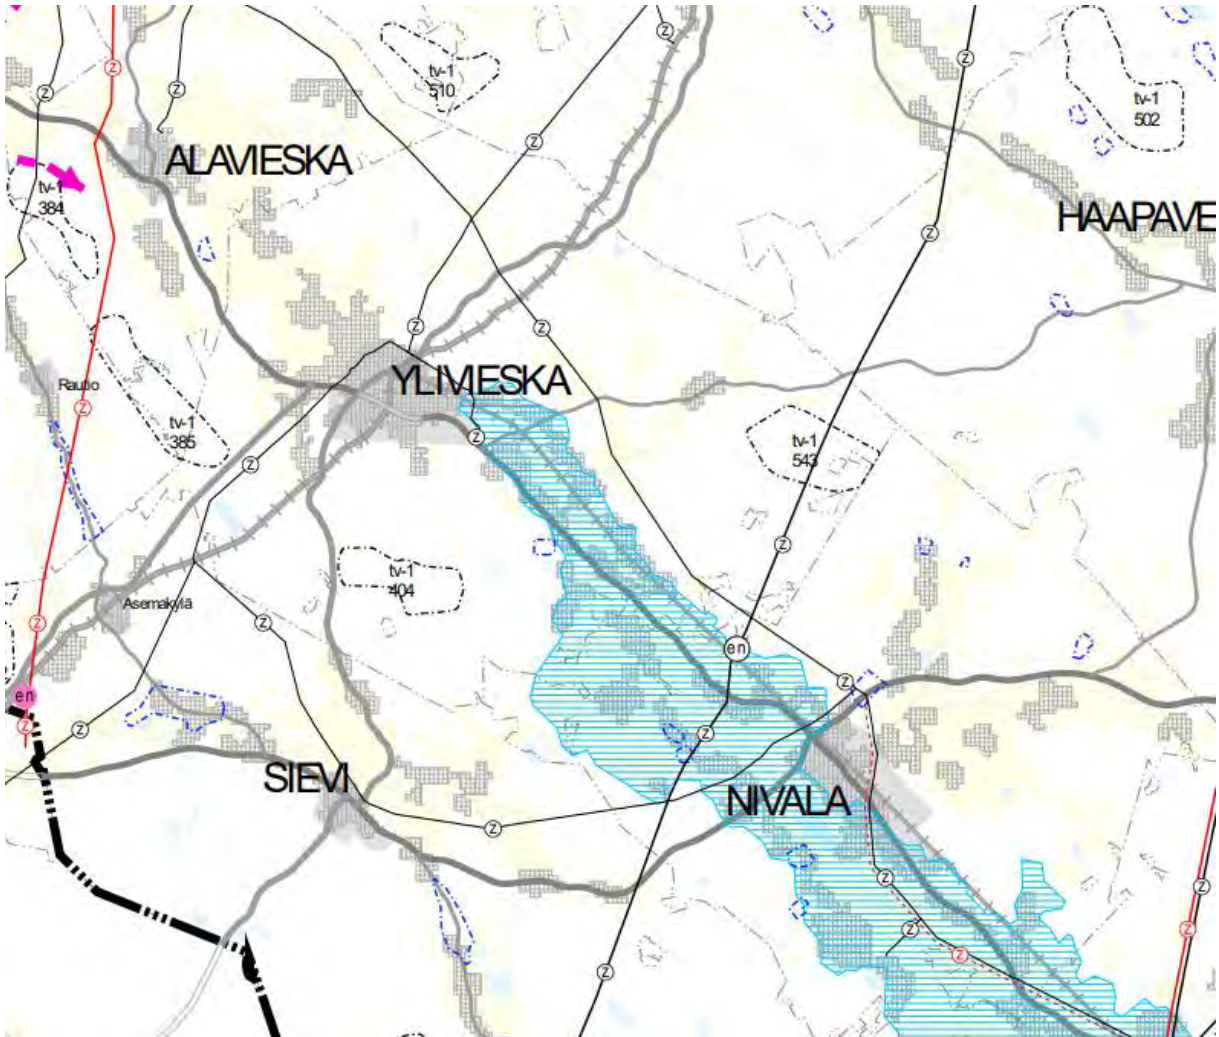 z
z
z
z
tv-1
510
z
tv-1
502
z
ALAVIESKA
tv-1
384
HAAPAVE
z
z
z
YLIVIESKA
Rautio
z
tv-1
385
z
z
tv-1
543
z
tv-1
404
Asemakylä
z
z
en
z
en
z
z
z
SIEVI
NIVALA
z
z
z
z
z
z
z